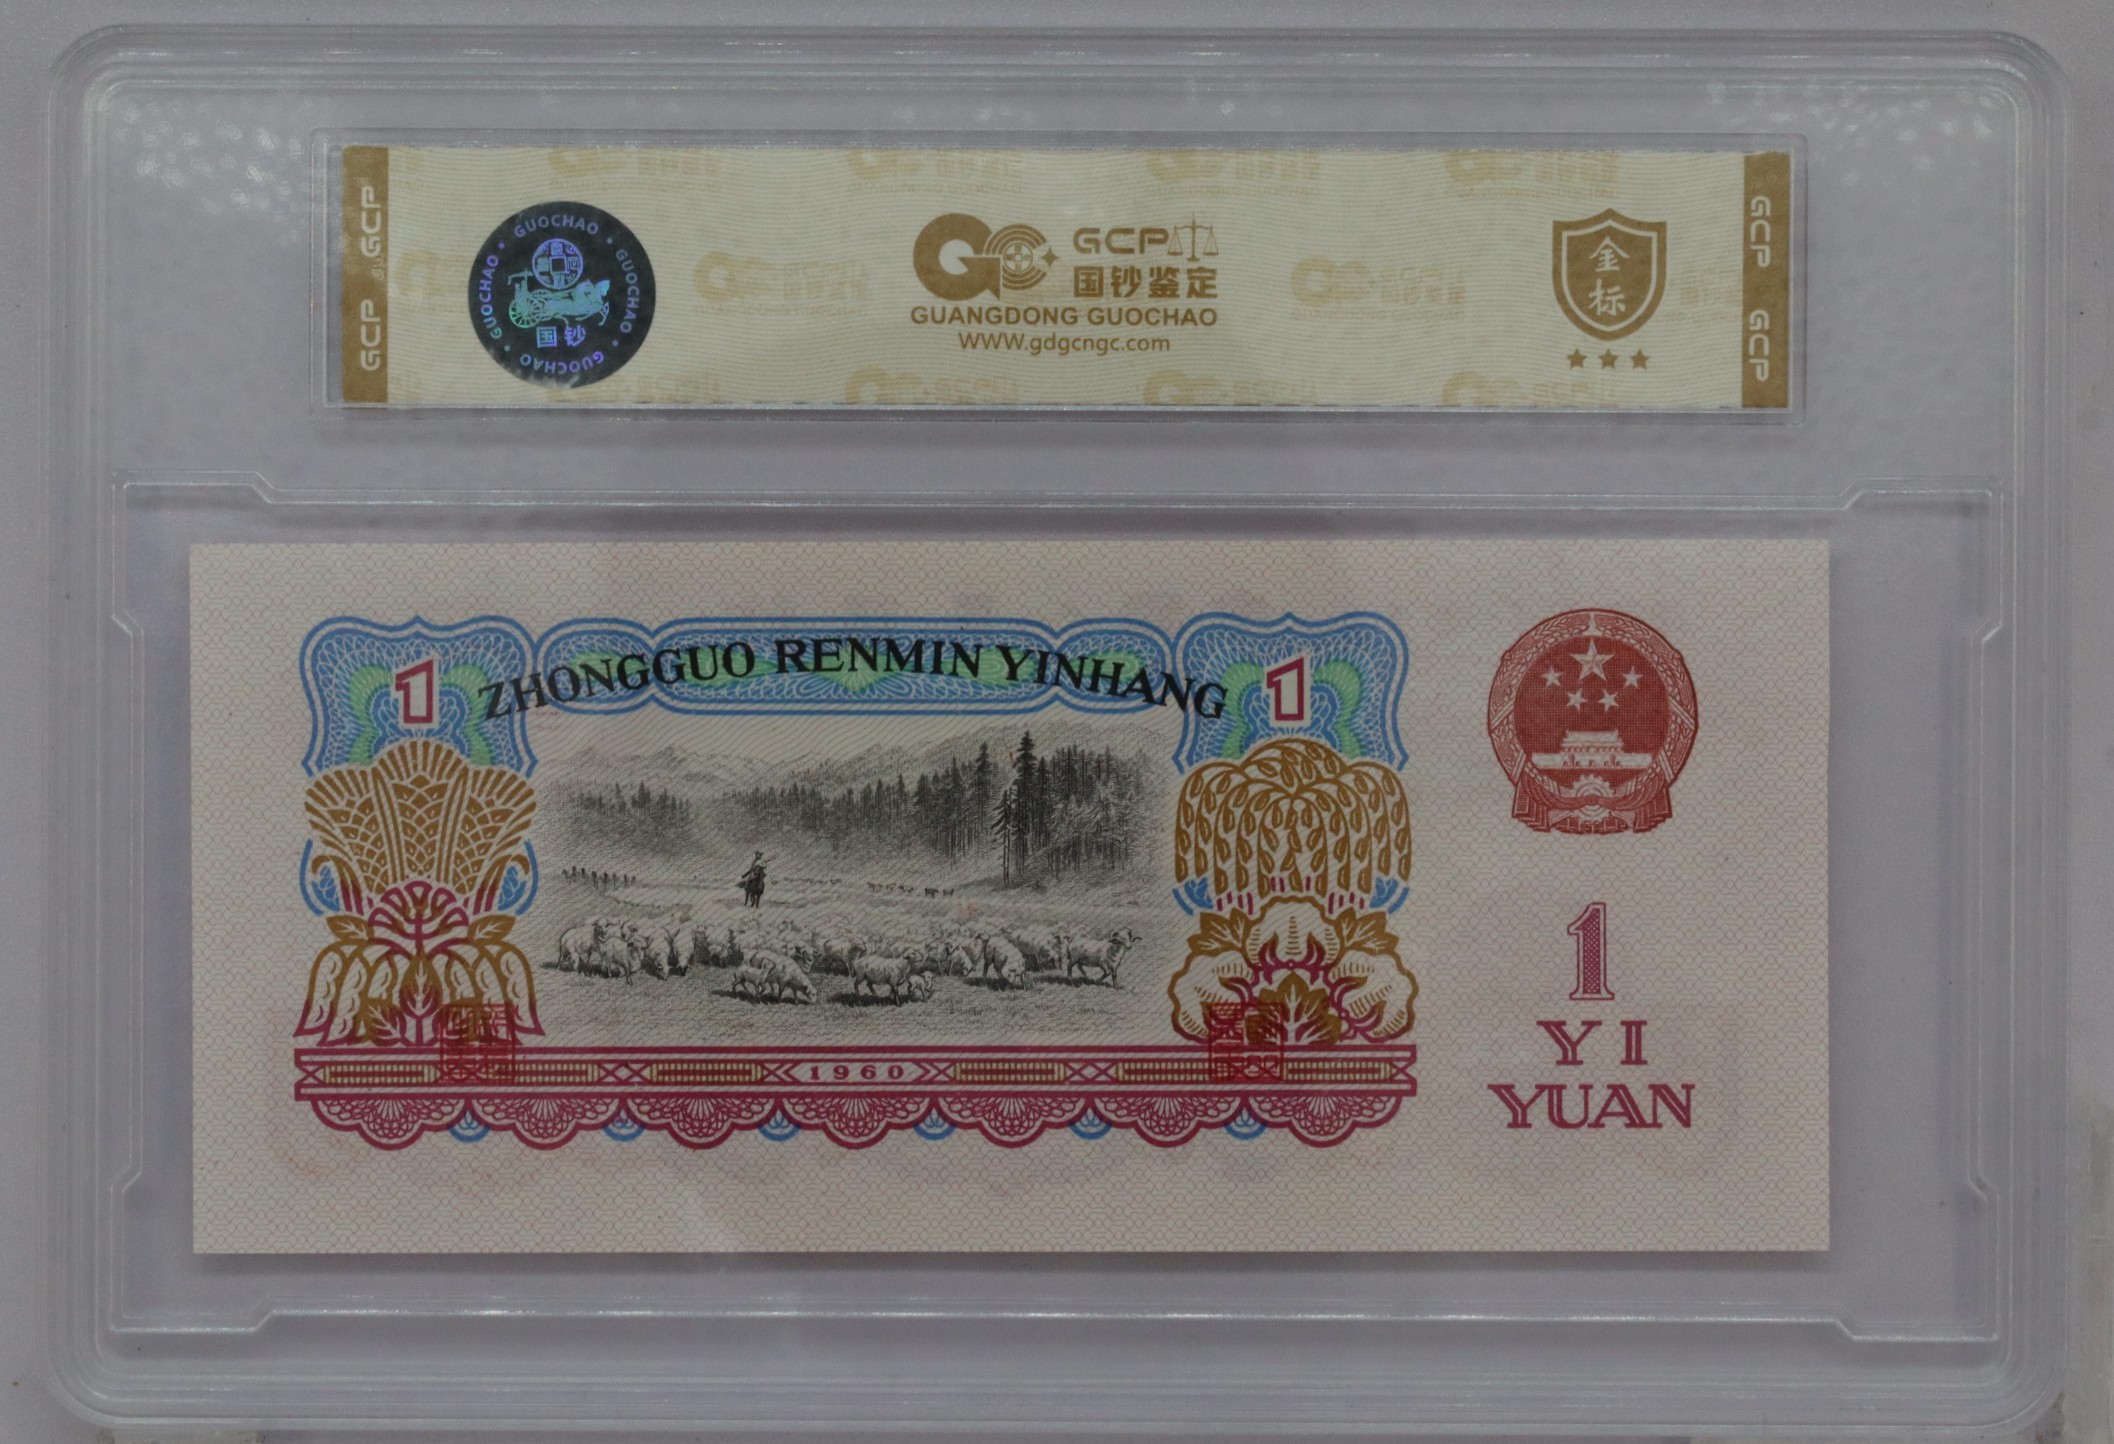 GCP GCP
GUOCHAO · GUOCHAO · GUOCHAO · GUOCHAO
国钞
GCP
国钞鉴定
GUANGDONG GUOCHAO
WWW.gdgcngc.com
金
标
GCP GCP
1 ZHONGGUO RENMIN YINHANG 1
1960
1
YI
YUAN